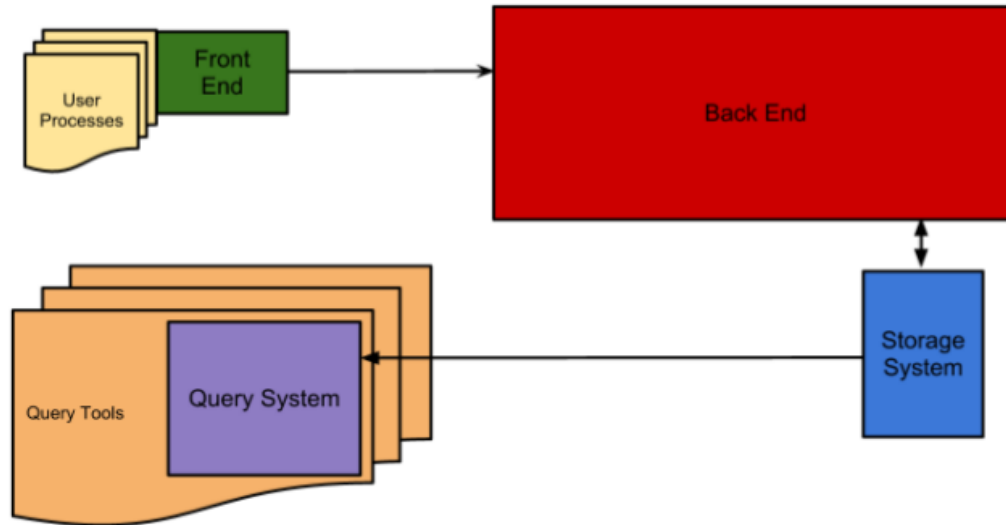 Front
End
User
Processes
Back End
Query Tools
Query System
Storage
System